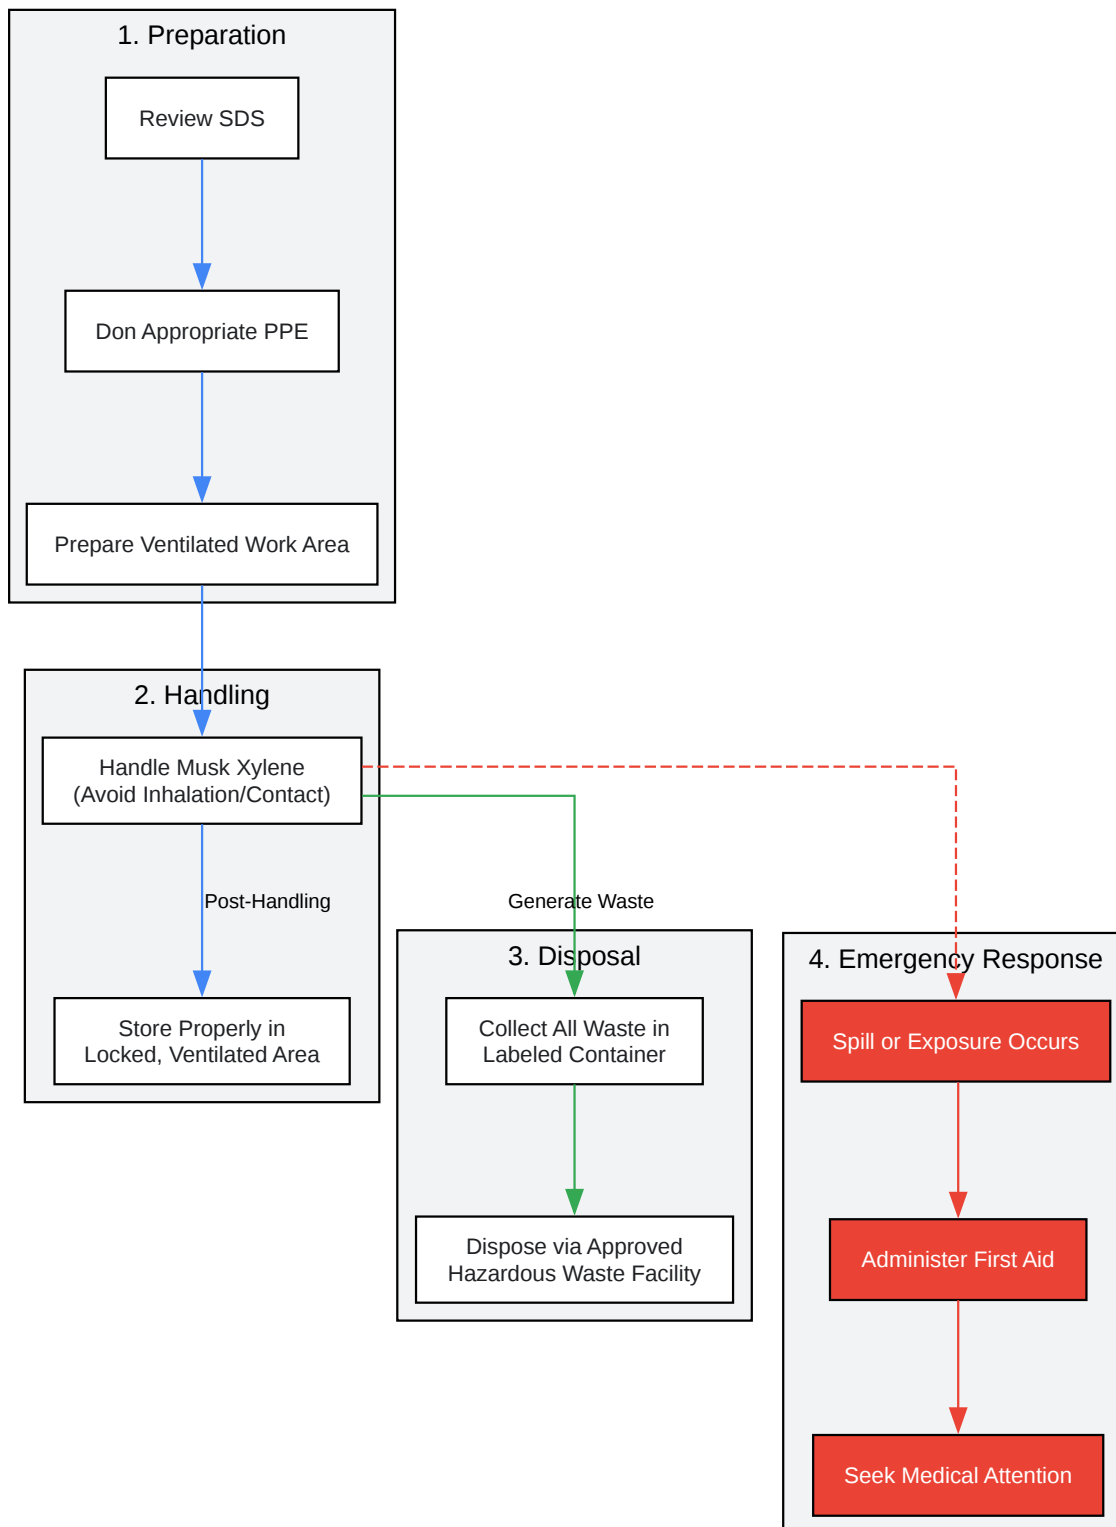 1. Preparation
Review SDS
Don Appropriate PPE
Prepare Ventilated Work Area
2. Handling
Handle Musk Xylene
(Avoid Inhalation/Contact)
Post-Handling
Generate Waste
Store Properly in
Locked, Ventilated Area
3. Disposal
Collect All Waste in
Labeled Container
Dispose via Approved
Hazardous Waste Facility
4. Emergency Response
Spill or Exposure Occurs
Administer First Aid
Seek Medical Attention